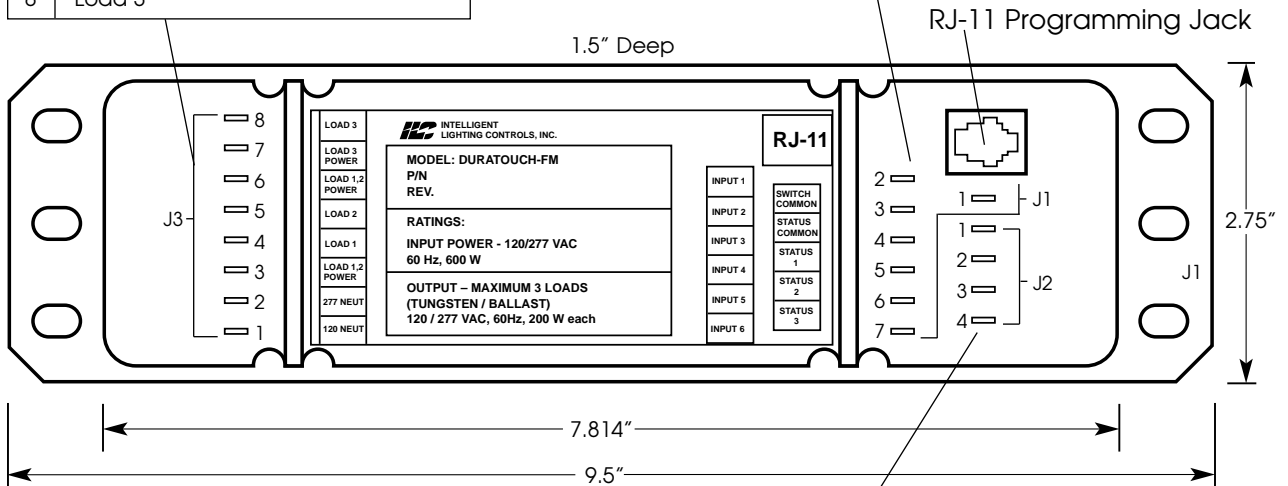 8 Load 3
RJ-11 Programming Jack
1.5” Deep
J3
8
7
6
5
4
3
2
1
LOAD 3
LOAD 3
POWER
LOAD 1,2
POWER
LOAD 2
LOAD 1
LOAD 1,2
POWER
277 NEUT
120 NEUT
ILC INTELLIGENT
LIGHTING CONTROLS, INC.
MODEL: DURATOUCH-FM
P/N
REV.
RATINGS:
INPUT POWER - 120/277 VAC
60 Hz, 600 W
OUTPUT – MAXIMUM 3 LOADS
(TUNGSTEN / BALLAST)
120 / 277 VAC, 60Hz, 200 W each
RJ-11
INPUT 1
INPUT 2
INPUT 3
INPUT 4
INPUT 5
INPUT 6
SWITCH
COMMON
STATUS
COMMON
STATUS
1
STATUS
2
STATUS
3
2
3
4
5
6
7
1
J1
1
2
3
4
J2
J1
2.75”
7.814”
9.5”